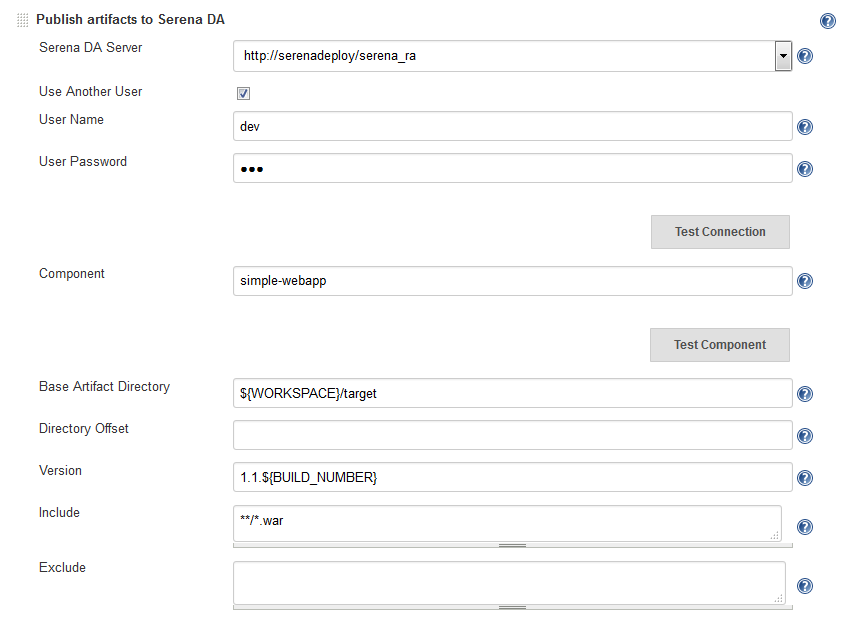 Publish artifacts to Serena DA
Serena DA Server
http://serenadeploy/serena_ra
Use Another User
User Name
dev
User Password
•••
Test Connection
Component
simple-webapp
Test Component
Base Artifact Directory
${WORKSPACE}/target
Directory Offset
Version
1.1.${BUILD_NUMBER}
Include
**/*.war
Exclude